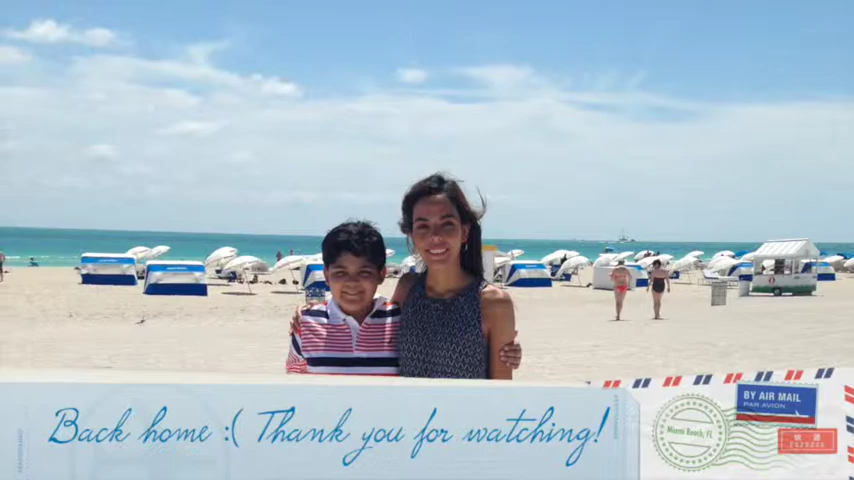 Back home :( Thank you for watching!
Miami Beach, FL
BY AIR MAIL
PAR AVION